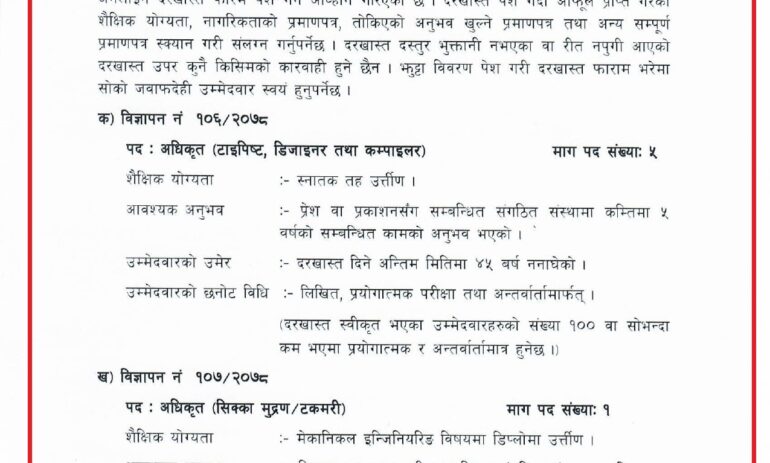 शैक्षिक योग्यता, नागरिकताको प्रमाणपत्र, तोकिएको अनुभव खुल्ने प्रमाणपत्र तथा अन्य सम्पूर्ण
प्रमाणपत्र स्क्यान गरी संलग्न गर्नुपर्नेछ । दरखास्त दस्तुर भुक्तानी नभएका वा रीत नपुगी आएको
दरखास्त उपर कुनै किसिमको कारवाही हुने छैन । झुठ्ठा विवरण पेश गरी दरखास्त फाराम भरेमा
सोको जवाफदेही उम्मेदवार स्वयं हुनुपर्नेछ ।
क) विज्ञापन नं १०६/२०७८
पद : अधिकृत (टाइपिष्ट, डिजाइनर तथा कम्पाइलर) माग पद संख्याः ५
शैक्षिक योग्यता :- स्नातक तह उर्त्तीण ।
आवश्यक अनुभव :- प्रेश वा प्रकाशनसँग सम्बन्धित संगठित संस्थामा कम्तिमा ५
वर्षको सम्बन्धित कामको अनुभव भएको ।
उम्मेदवारको उमेर :- दरखास्त दिने अन्तिम मितिमा ४५ बर्ष ननाघेको ।
उम्मेदवारको छनोट विधि :- लिखित, प्रयोगात्मक परीक्षा तथा अन्तर्वार्तामार्फत् ।
(दरखास्त स्वीकृत भएका उम्मेदवारहरुको संख्या १०० वा सोभन्दा
कम भएमा प्रयोगात्मक र अन्तर्वार्तामात्र हुनेछ ।)
ख) विज्ञापन नं १०७/२०७८
पद : अधिकृत (सिक्का मुद्रण/टकमरी) माग पद संख्याः १
शैक्षिक योग्यता :- मेकानिकल इन्जिनियरिङ विषयमा डिप्लोमा उर्त्तीण ।